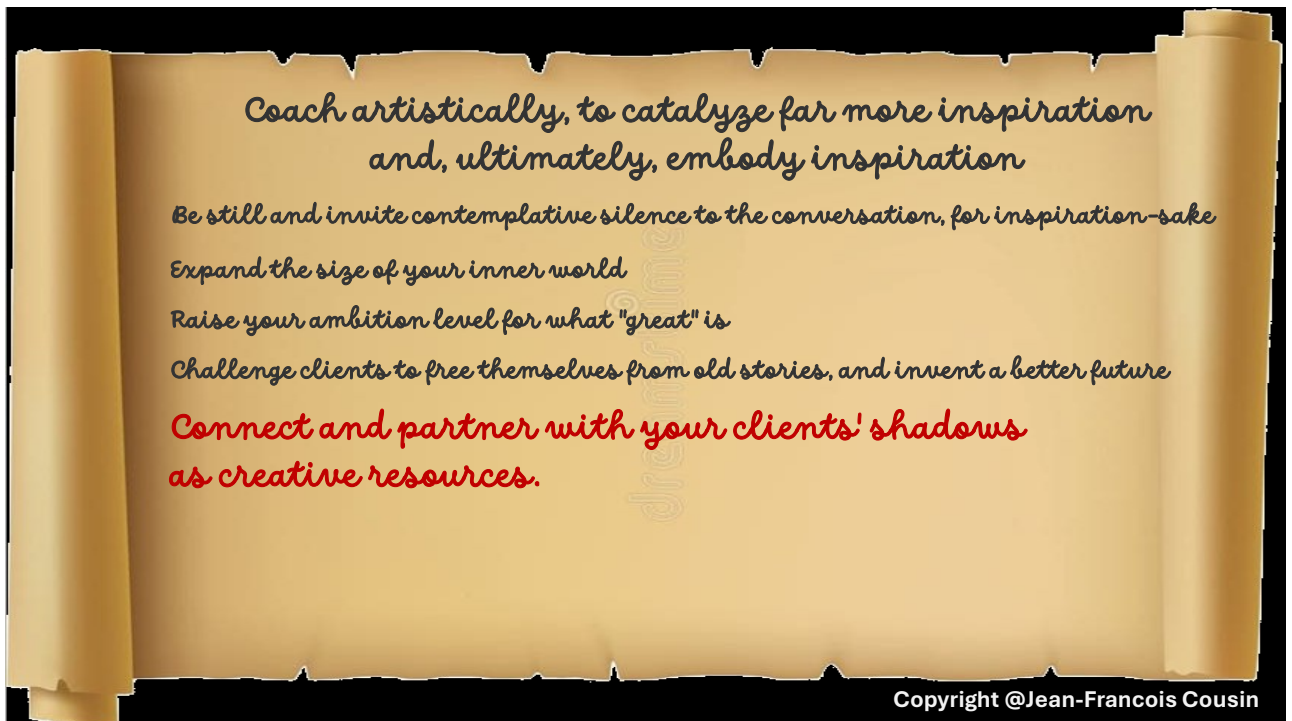 Coach artistically, to catalyze far more inspiration
and, ultimately, embody inspiration
Be still and invite contemplative silence to the conversation, for inspiration-sake
Expand the size of your inner world
Raise your ambition level for what "great" is
Challenge clients to free themselves from old stories, and invent a better future
Connect and partner with your clients' shadows
as creative resources.
dreamstime
Copyright @Jean-Francois Cousin